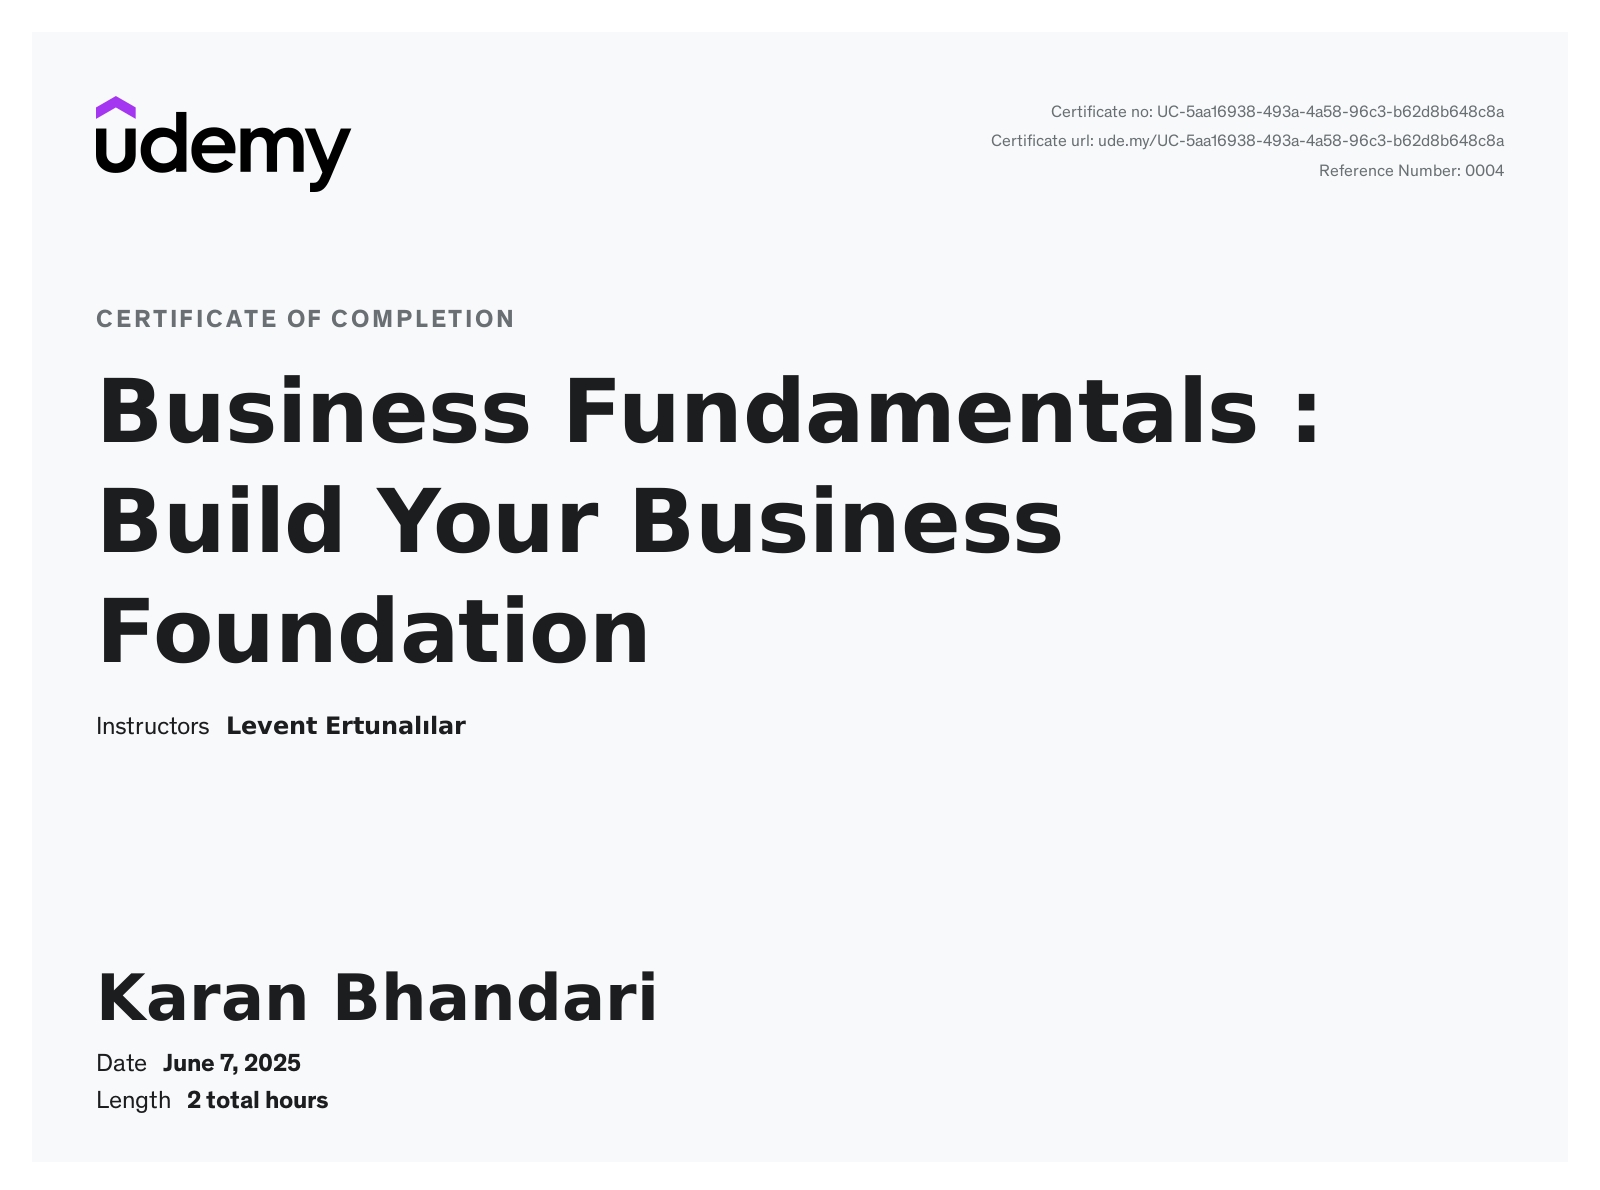 udemy
Certificate no: UC-5aa16938-493a-4a58-96c3-b62d8b648c8a
Certificate url: ude.my/UC-5aa16938-493a-4a58-96c3-b62d8b648c8a
Reference Number: 0004
CERTIFICATE OF COMPLETION
Business Fundamentals :
Build Your Business
Foundation
Instructors Levent Ertunalılar
Karan Bhandari
Date June 7, 2025
Length 2 total hours